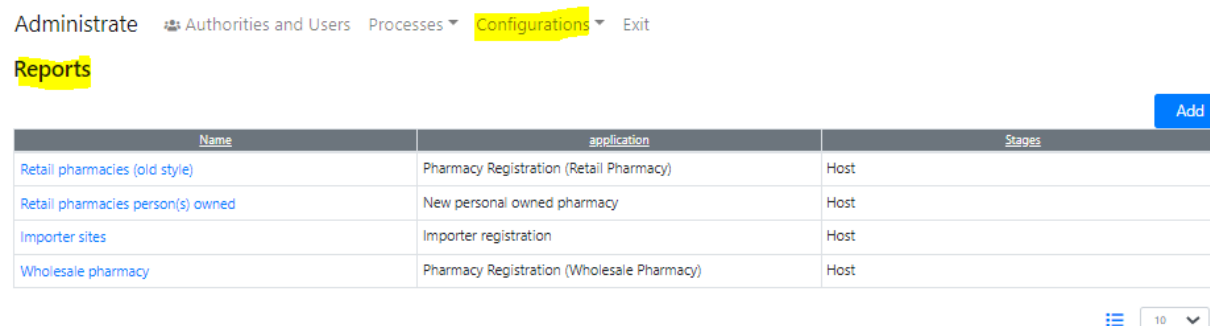 Administrate Authorities and Users Processes Configurations Exit
Reports
Add
Name application Stages
Retail pharmacies (old style) Pharmacy Registration (Retail Pharmacy) Host
Retail pharmacies person(s) owned New personal owned pharmacy Host
Importer sites Importer registration Host
Wholesale pharmacy Pharmacy Registration (Wholesale Pharmacy) Host
10